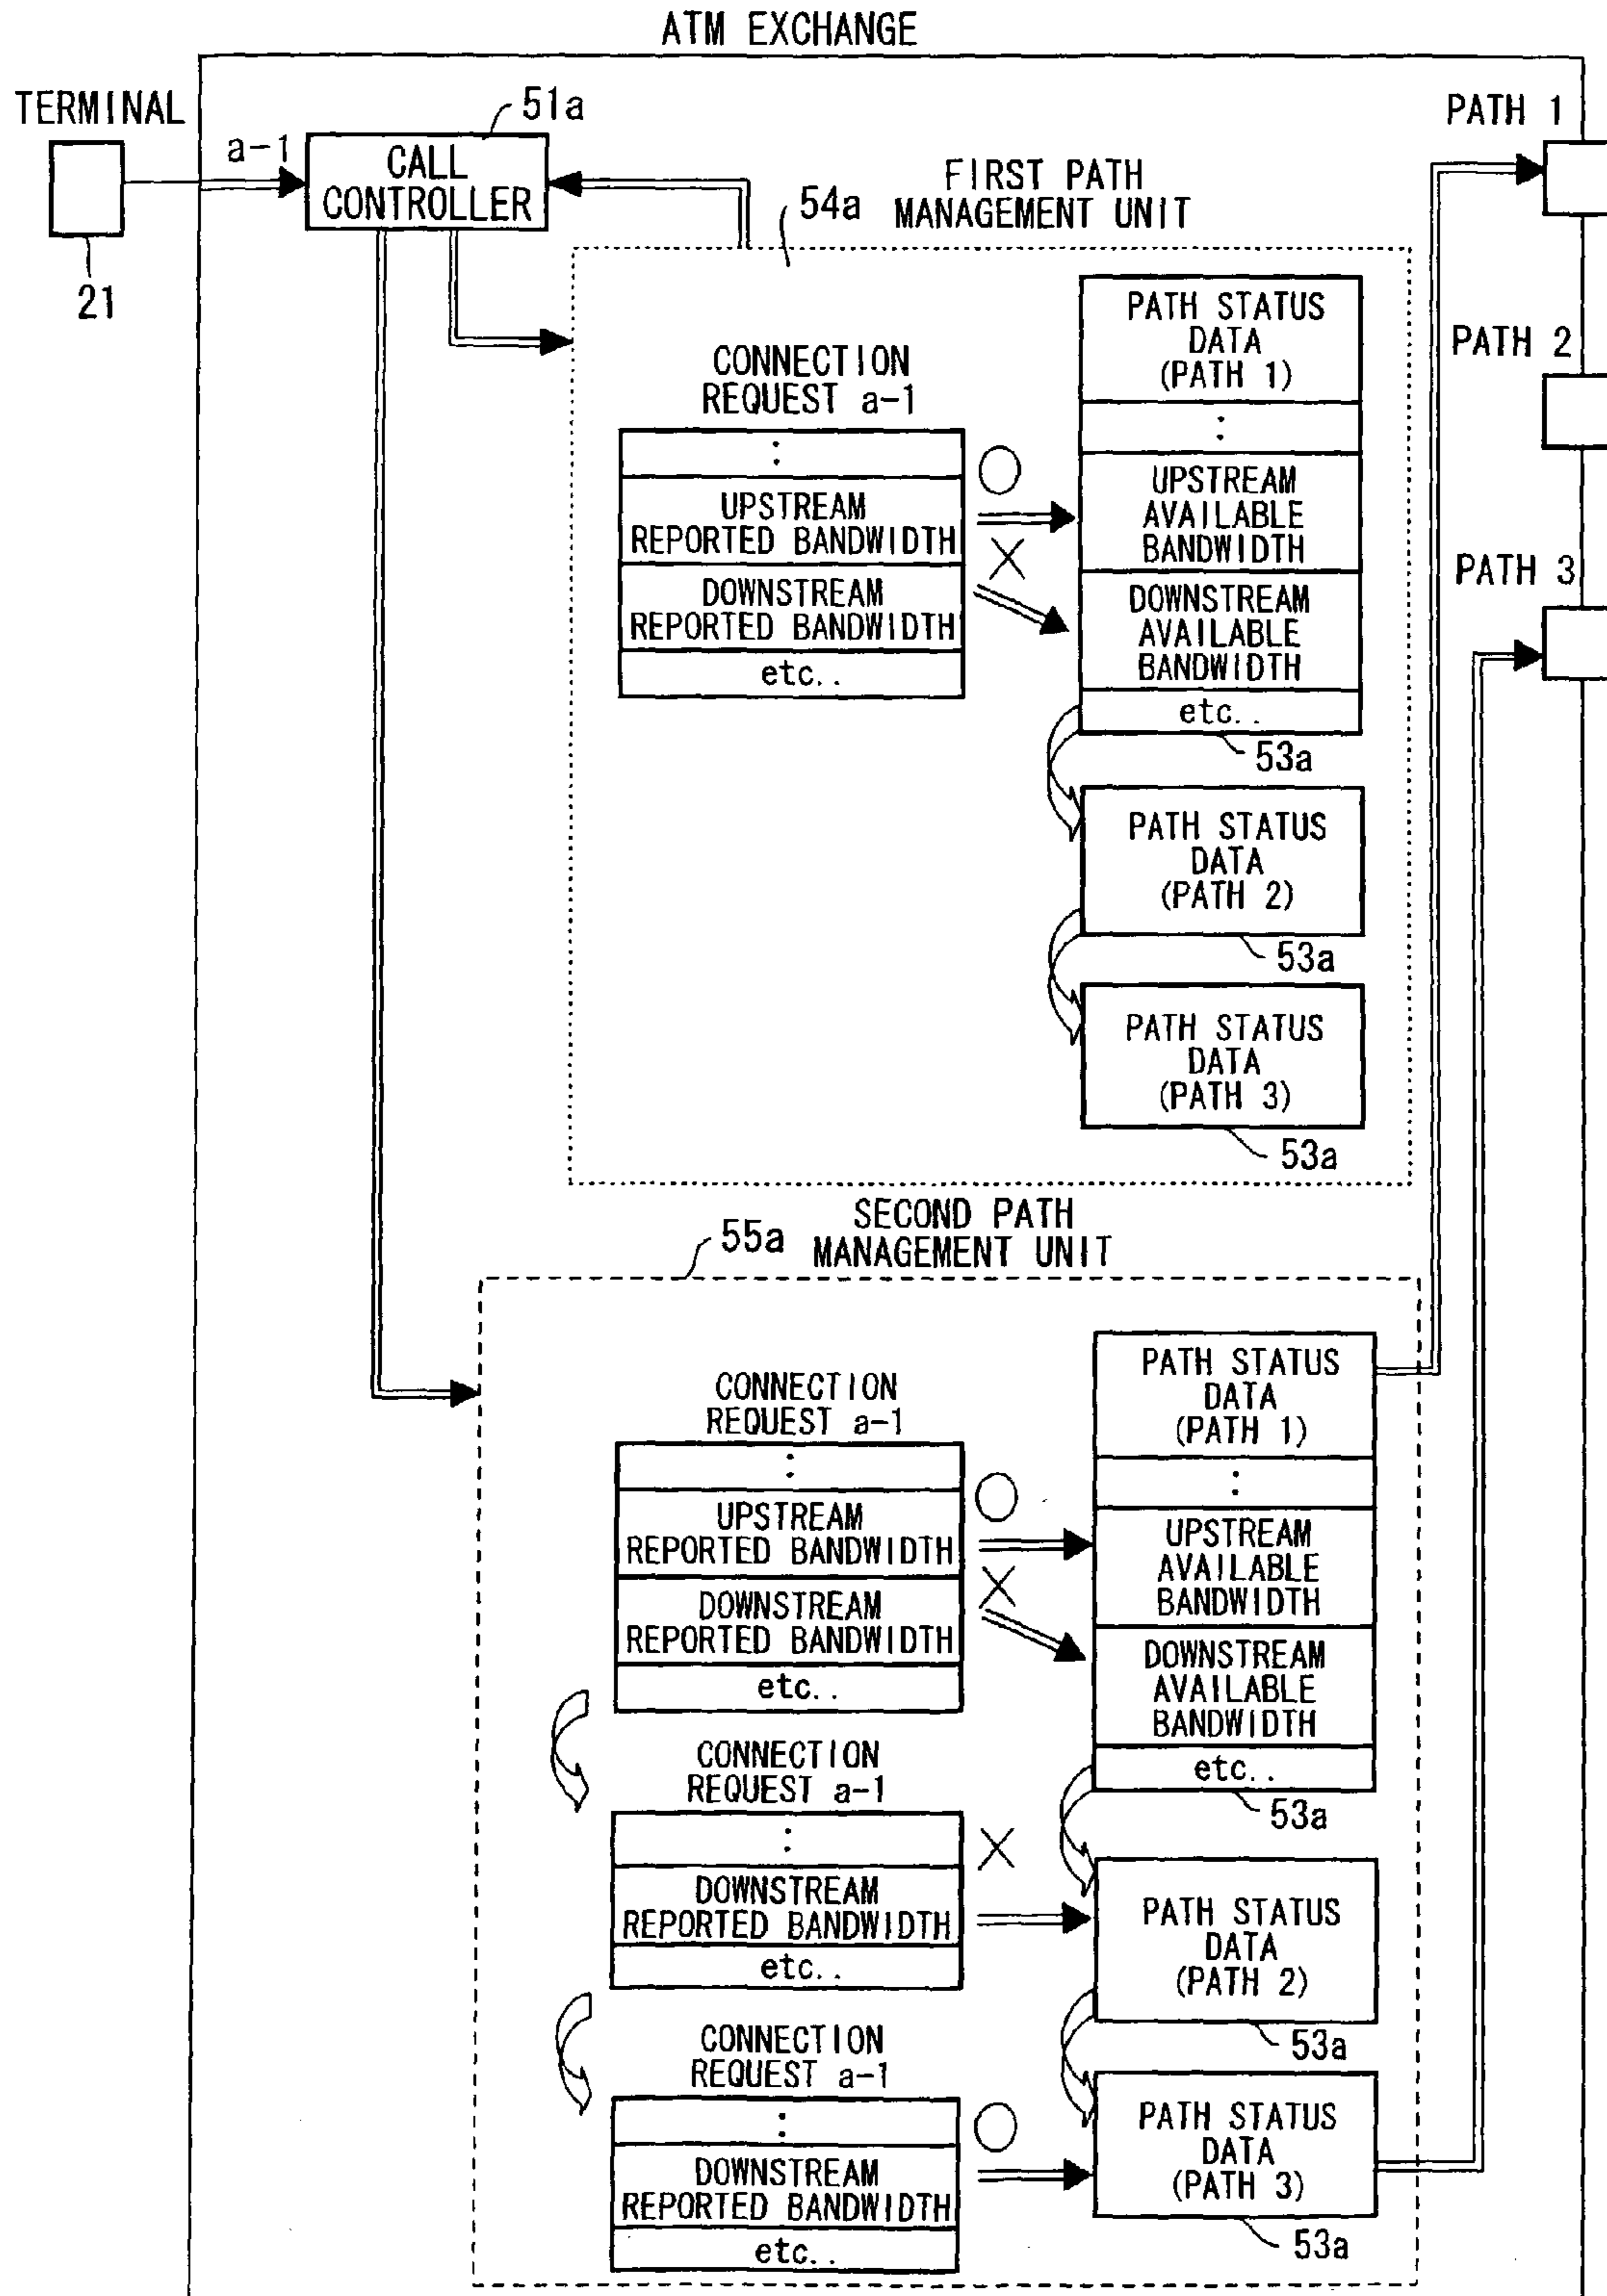 ATM EXCHANGE
TERMINAL
21
a-1
51a
CALL
CONTROLLER
PATH 1
PATH 2
PATH 3
54a
FIRST PATH
MANAGEMENT UNIT
CONNECTION
REQUEST a-1
:
UPSTREAM
REPORTED BANDWIDTH
DOWNSTREAM
REPORTED BANDWIDTH
etc..
○
×
PATH STATUS
DATA
(PATH 1)
:
UPSTREAM
AVAILABLE
BANDWIDTH
DOWNSTREAM
AVAILABLE
BANDWIDTH
etc..
53a
PATH STATUS
DATA
(PATH 2)
53a
PATH STATUS
DATA
(PATH 3)
53a
55a
SECOND PATH
MANAGEMENT UNIT
CONNECTION
REQUEST a-1
:
UPSTREAM
REPORTED BANDWIDTH
DOWNSTREAM
REPORTED BANDWIDTH
etc..
○
×
PATH STATUS
DATA
(PATH 1)
:
UPSTREAM
AVAILABLE
BANDWIDTH
DOWNSTREAM
AVAILABLE
BANDWIDTH
etc..
53a
CONNECTION
REQUEST a-1
:
DOWNSTREAM
REPORTED BANDWIDTH
etc..
×
PATH STATUS
DATA
(PATH 2)
53a
CONNECTION
REQUEST a-1
:
DOWNSTREAM
REPORTED BANDWIDTH
etc..
○
PATH STATUS
DATA
(PATH 3)
53a